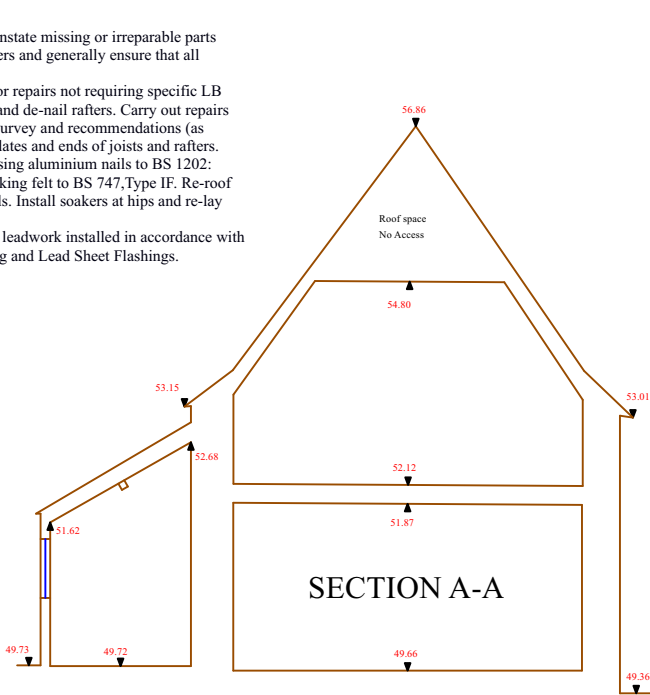 nstate missing or irreparable parts
ers and generally ensure that all
or repairs not requiring specific LB
and de-nail rafters. Carry out repairs
urvey and recommendations (as
lates and ends of joists and rafters.
sing aluminium nails to BS 1202:
king felt to BS 747,Type IF. Re-roof
ls. Install soakers at hips and re-lay
leadwork installed in accordance with
g and Lead Sheet Flashings.
56.86
Roof space
No Access
54.80
53.15
53.01
52.68
52.12
51.87
51.62
SECTION A-A
49.73
49.72
49.66
49.36